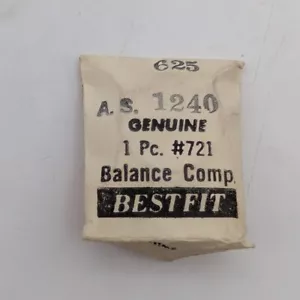 625
A.S. 1240
GENUINE
1 Pc. #721
Balance Comp.
BESTFIT